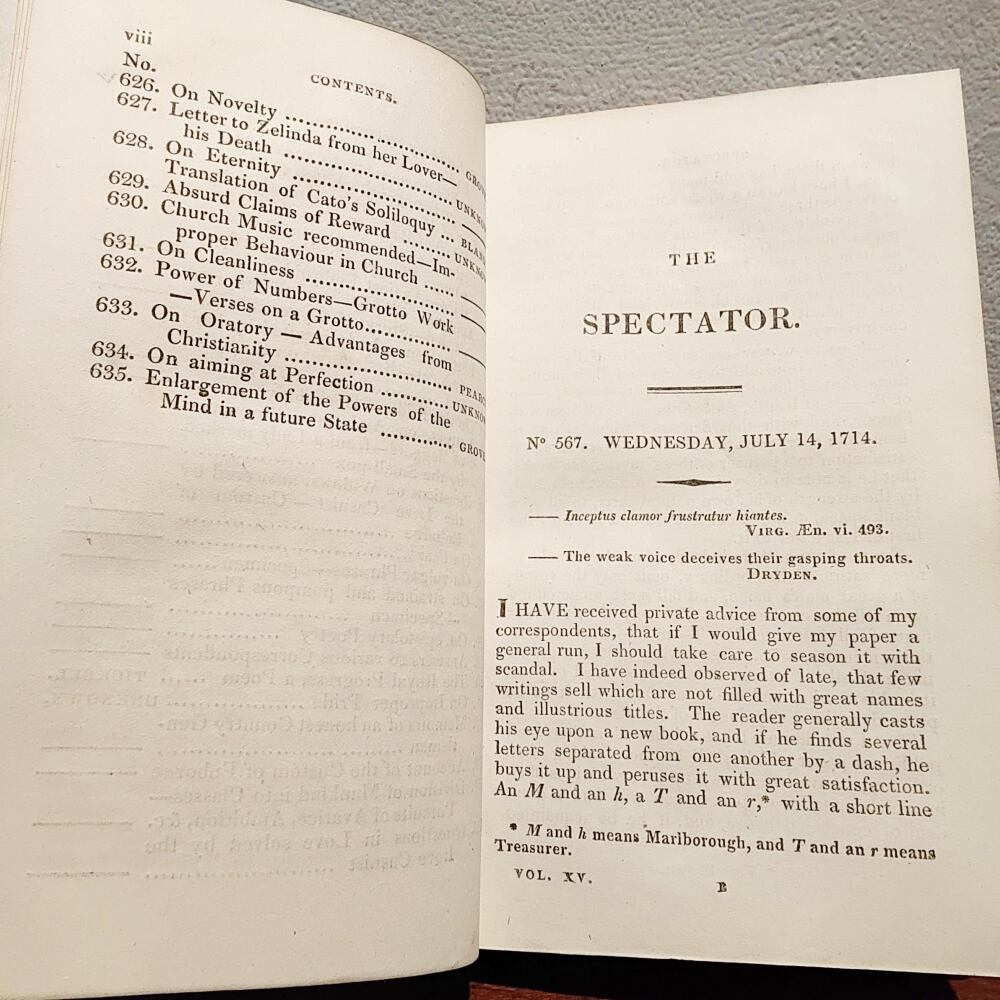 viii
CONTENTS.
No.
626. On Novelty
627. Letter to Zelinda from her Lover—
his Death
628. On Eternity
Translation of Cato's Soliloquy ...
629. Absurd Claims of Reward
630. Church Music recommended—Im-
proper Behaviour in Church
631. On Cleanliness
632. Power of Numbers—Grotto Work
—Verses on a Grotto
633. On Oratory — Advantages from
Christianity
634. On aiming at Perfection
635. Enlargement of the Powers of the
Mind in a future State
THE
SPECTATOR.
Nº 567. WEDNESDAY, JULY 14, 1714.
—— Inceptus clamor frustratur hiantes.
VIRG. Æn. vi. 493.
—— The weak voice deceives their gasping throats.
DRYDEN.
I HAVE received private advice from some of my
correspondents, that if I would give my paper a
general run, I should take care to season it with
scandal. I have indeed observed of late, that few
writings sell which are not filled with great names
and illustrious titles. The reader generally casts
his eye upon a new book, and if he finds several
letters separated from one another by a dash, he
buys it up and peruses it with great satisfaction.
An M and an h, a T and an r,* with a short line
* M and h means Marlborough, and T and an r means
Treasurer.
VOL. XV.
B